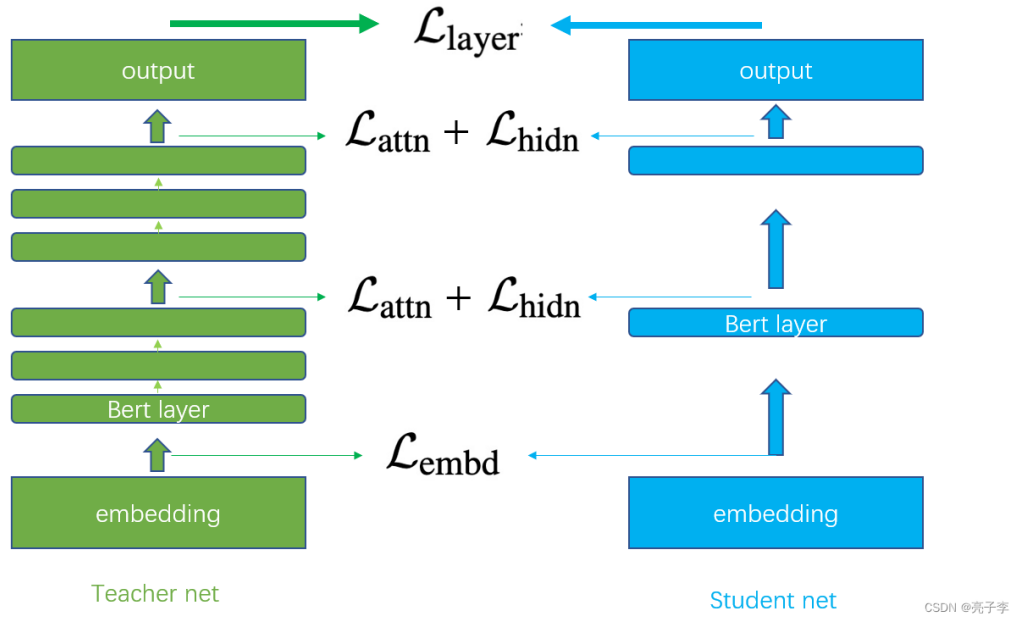 ℒlayer
output
output
ℒattn + ℒhidn
ℒattn + ℒhidn
Bert layer
Bert layer
ℒembd
embedding
embedding
Teacher net
Student net
CSDN @亮子李